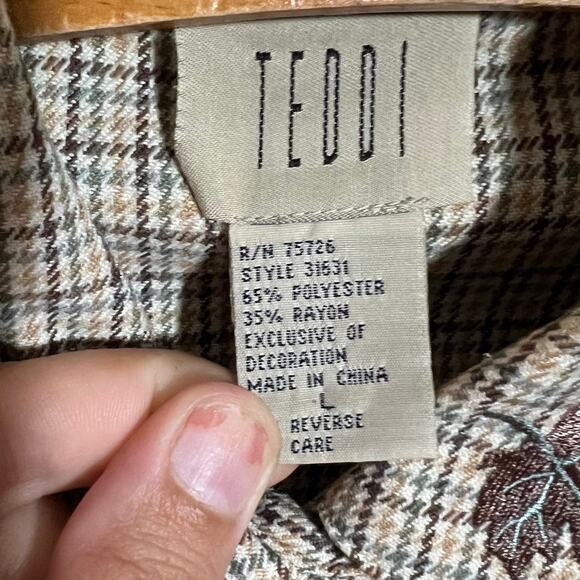 TEDDI
R/N 75726
STYLE 31631
65% POLYESTER
35% RAYON
EXCLUSIVE OF
DECORATION
MADE IN CHINA
L
REVERSE
CARE